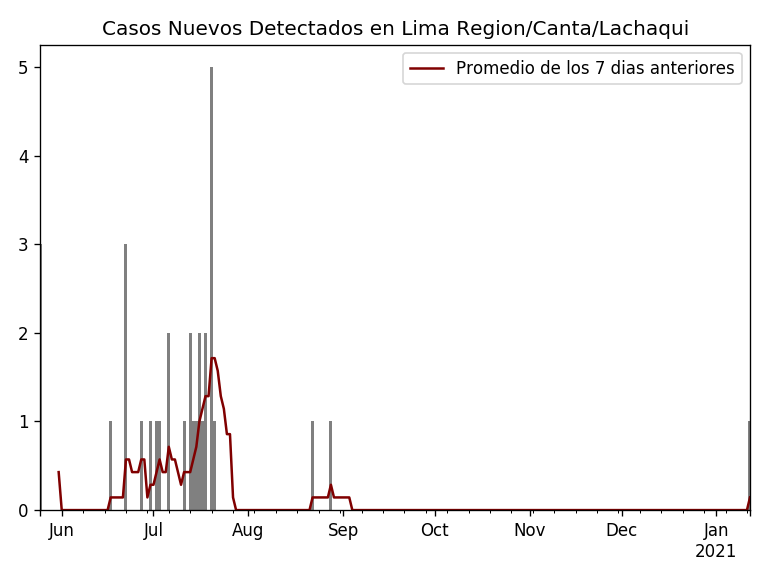 Casos Nuevos Detectados en Lima Region/Canta/Lachaqui
Promedio de los 7 dias anteriores
5
4
3
2
1
0
Jun Jul Aug Sep Oct Nov Dec Jan
2021